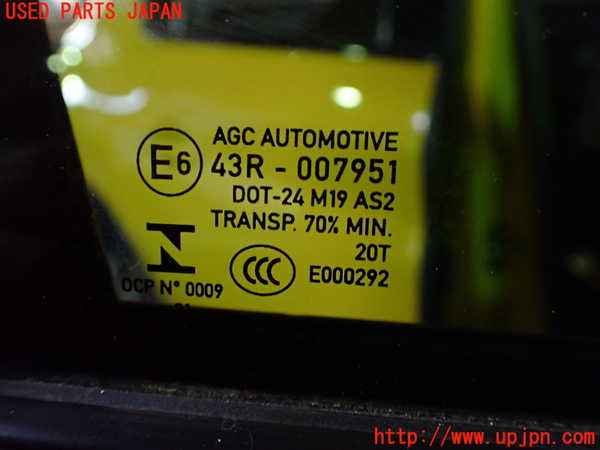 USED PARTS JAPAN
AGC AUTOMOTIVE
E6 43R - 007951
DOT-24 M19 AS2
TRANSP. 70% MIN.
20T
CCC E000292
OCP N° 0009
http://www.upjpn.com/